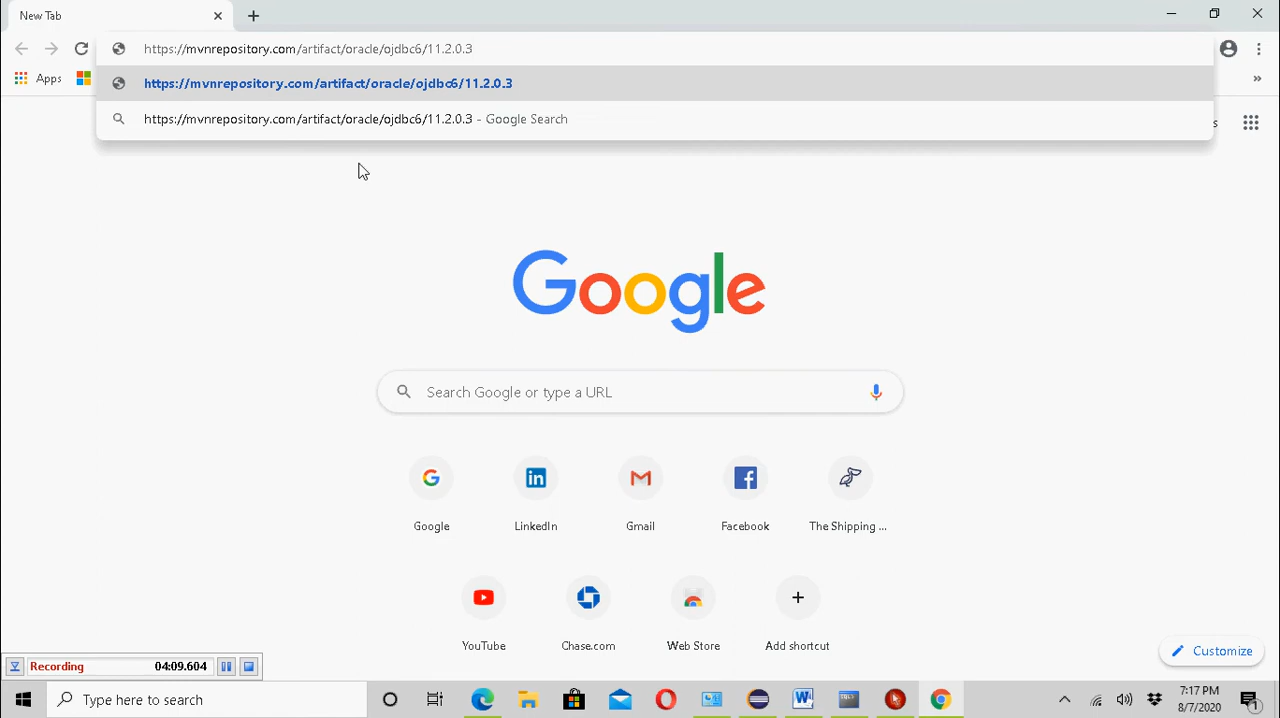 New Tab
https://mvnrepository.com/artifact/oracle/ojdbc6/11.2.0.3
Apps
https://mvnrepository.com/artifact/oracle/ojdbc6/11.2.0.3
https://mvnrepository.com/artifact/oracle/ojdbc6/11.2.0.3 - Google Search
s
Google
Search Google or type a URL
Google
LinkedIn
Gmail
Facebook
The Shipping ...
YouTube
Chase.com
Web Store
Add shortcut
Customize
Recording 04:09.604
Type here to search
7:17 PM
8/7/2020
1